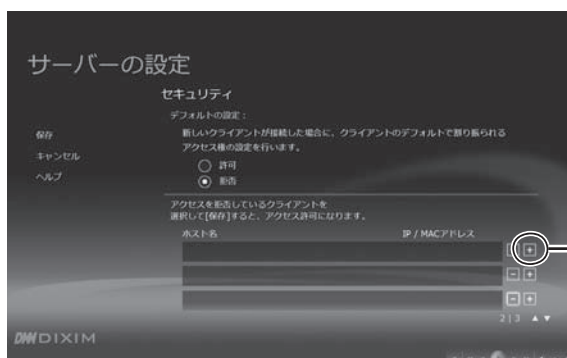 サーバーの設定
セキュリティ
デフォルトの設定：
保存
新しいクライアントが接続した場合に、クライアントのデフォルトで割り振られる
アクセス権の設定を行います。
キャンセル
許可
ヘルプ
拒否
アクセスを拒否しているクライアントを
選択して[保存]すると、アクセス許可になります。
ホスト名 IP / MACアドレス
2|3
DIXIM